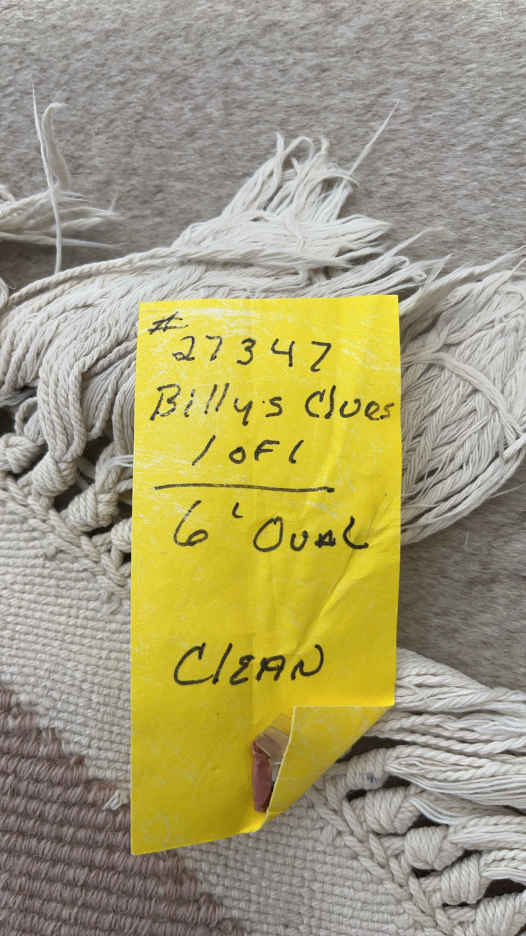 #
27347
Billy's Clues
1 OF 1
6' OVAL
CLEAN